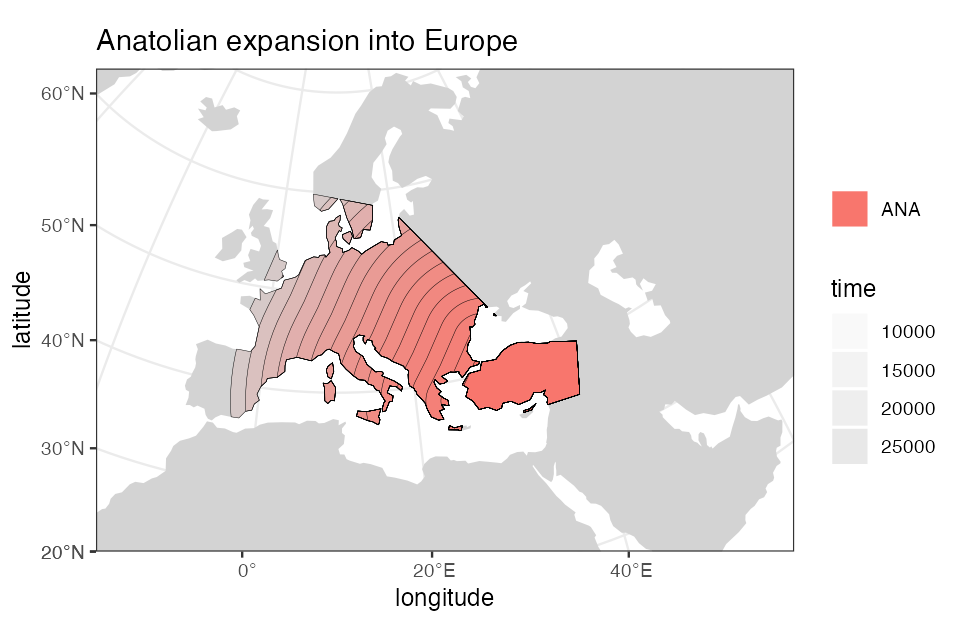 Anatolian expansion into Europe
60°N
50°N
40°N
30°N
20°N
latitude
0°
20°E
40°E
longitude
ANA
time
10000
15000
20000
25000